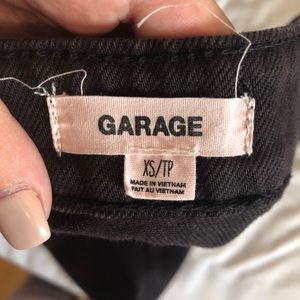 GARAGE
XS/TP
MADE IN VIETNAM
FAIT AU VIETNAM